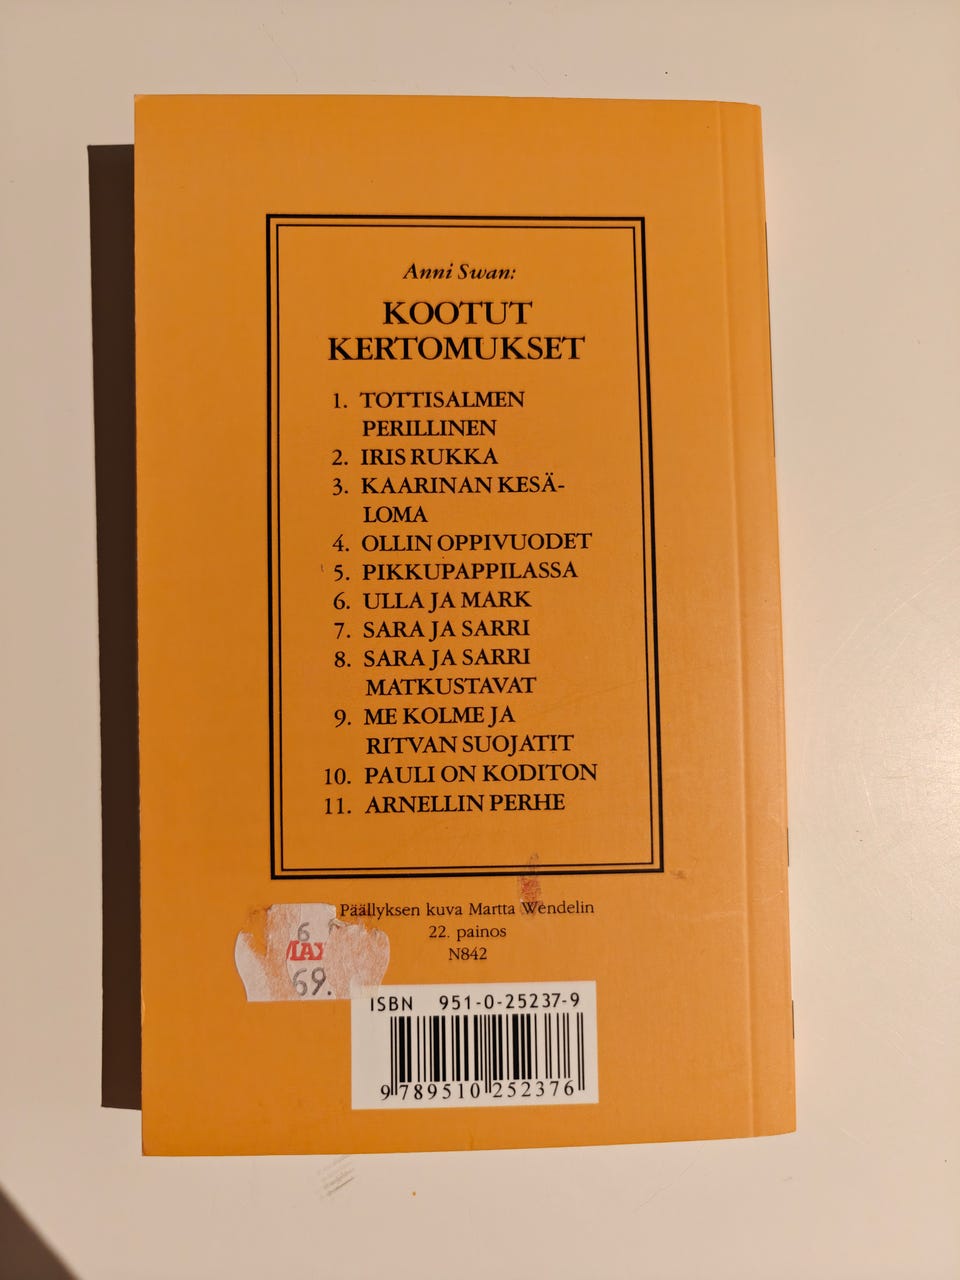 Anni Swan:
KOOTUT
KERTOMUKSET
1. TOTTISALMEN
PERILLINEN
2. IRIS RUKKA
3. KAARINAN KESÄ-
LOMA
4. OLLIN OPPIVUODET
5. PIKKUPAPPILASSA
6. ULLA JA MARK
7. SARA JA SARRI
8. SARA JA SARRI
MATKUSTAVAT
9. ME KOLME JA
RITVAN SUOJATIT
10. PAULI ON KODITON
11. ARNELLIN PERHE
Päällyksen kuva Martta Wendelin
22. painos
N842
6
69.
ISBN 951-0-25237-9
9 789510 252376